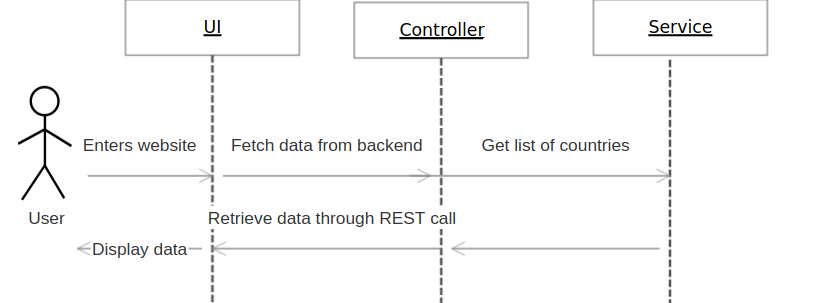 UI
Controller
Service
Enters website
Fetch data from backend
Get list of countries
User
Retrieve data through REST call
Display data